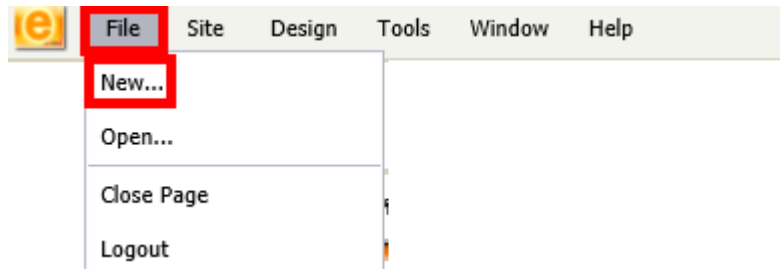 e File Site Design Tools Window Help
New...
Open...
Close Page
Logout